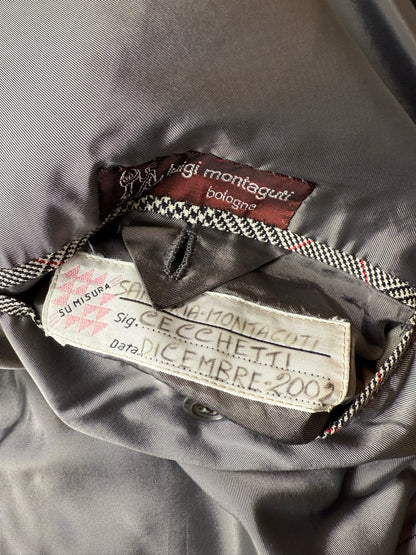 luigi montaguti
bologna
SU MISURA
SARTORIA-MONTAGUTI
Sig. CECCHETTI
Data. DICEMBRE-2002